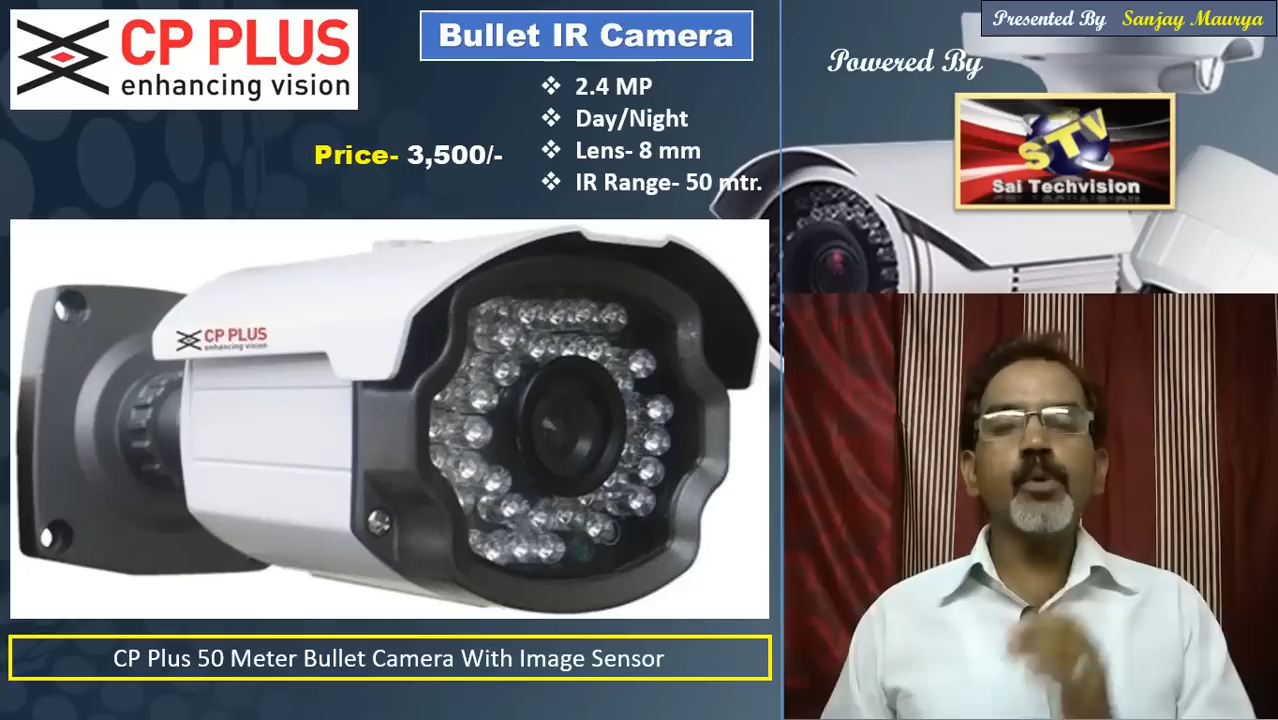 CP PLUS
enhancing vision
Bullet IR Camera
2.4 MP
Day/Night
Lens- 8 mm
IR Range- 50 mtr.
Price- 3,500/-
Presented By Sanjay Maurya
Powered By
STV
Sai Techvision
CP PLUS
enhancing vision
CP Plus 50 Meter Bullet Camera With Image Sensor